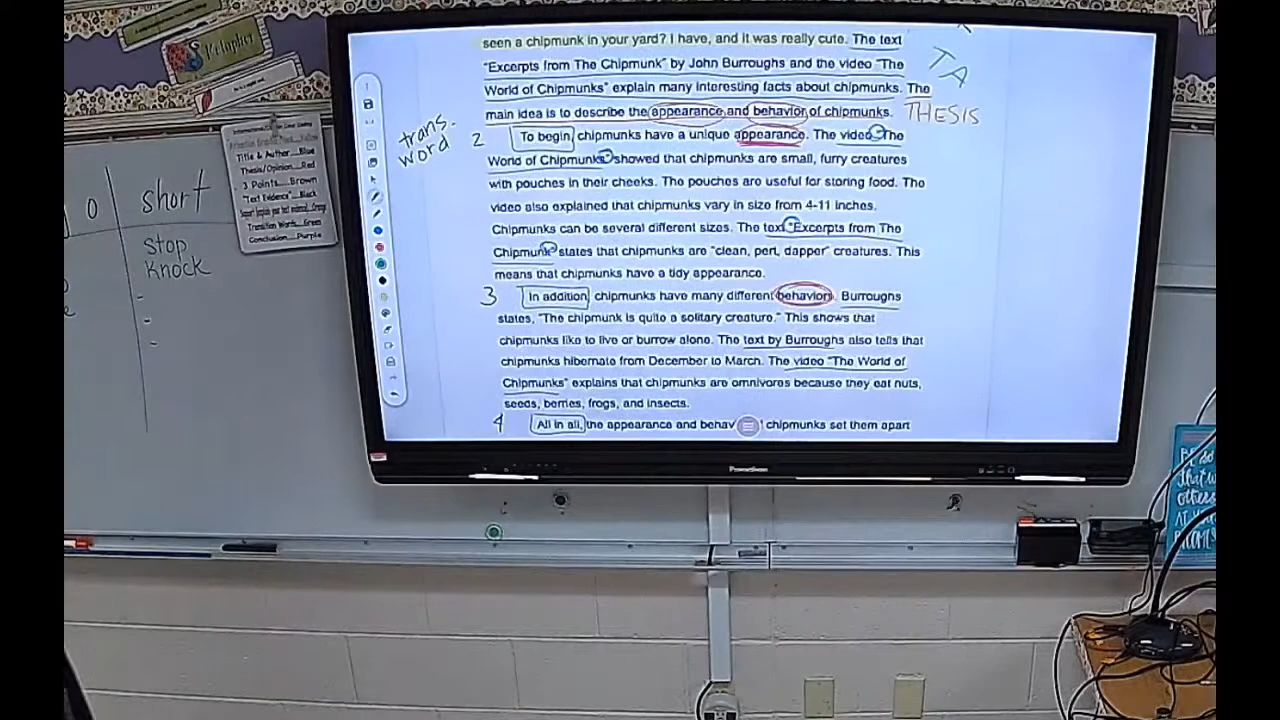 Metaphor
Title & Author....Blue
Thesis/Opinion...Red
3 Points....Brown
"Text Evidence"...Black
Transition Words...Green
Conclusion....Purple
O
short
stop
knock
seen a chipmunk in your yard? I have, and it was really cute. The text
"Excerpts from The Chipmunk" by John Burroughs and the video "The
World of Chipmunks" explain many interesting facts about chipmunks. The
main idea is to describe the appearance and behavior of chipmunks.
TA
THESIS
trans.
word
2 To begin, chipmunks have a unique appearance. The video "The
World of Chipmunks" showed that chipmunks are small, furry creatures
with pouches in their cheeks. The pouches are useful for storing food. The
video also explained that chipmunks vary in size from 4-11 inches.
Chipmunks can be several different sizes. The text "Excerpts from The
Chipmunk" states that chipmunks are "clean, pert, dapper" creatures. This
means that chipmunks have a tidy appearance.
3 In addition, chipmunks have many different behaviors. Burroughs
states, "The chipmunk is quite a solitary creature." This shows that
chipmunks like to live or burrow alone. The text by Burroughs also tells that
chipmunks hibernate from December to March. The video "The World of
Chipmunks" explains that chipmunks are omnivores because they eat nuts,
seeds, berries, frogs, and insects.
4 All in all, the appearance and behav chipmunks set them apart
Promethean